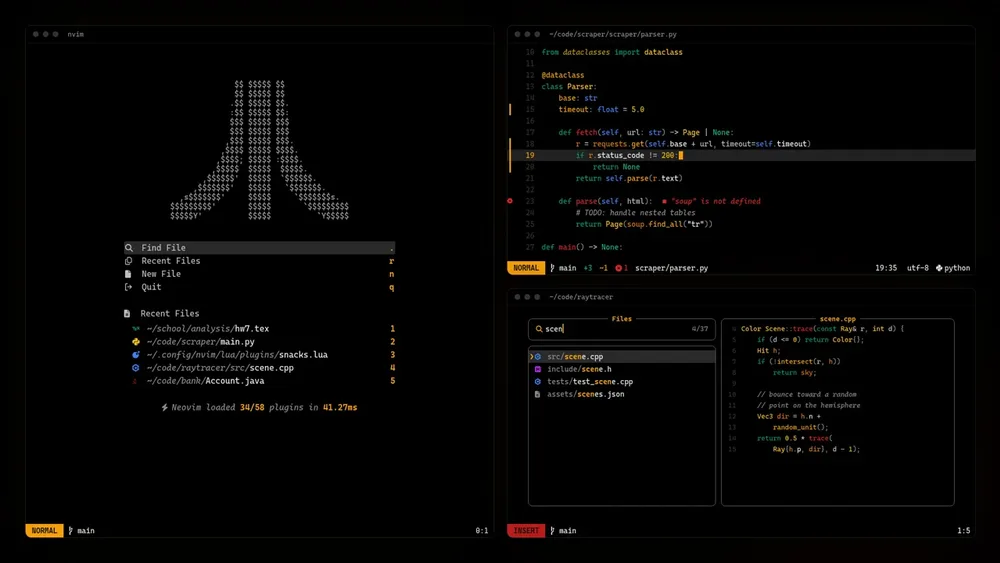 nvim
$$ $$$$$ $$
$$ $$$$$ $$
.$$ $$$$$ $$.
:$$ $$$$$ $$:
$$$ $$$$$ $$$
$$$ $$$$$ $$$
,$$$ $$$$$ $$$.
,$$$$; $$$$$ :$$$$.
,$$$$$ $$$$$ $$$$$.
,$$$$$$' $$$$$ `$$$$$$.
,$$$$$$$' $$$$$ `$$$$$$$.
,s$$$$$$$' $$$$$ `$$$$$$$s.
$$$$$$$$$' $$$$$ `$$$$$$$$$
$$$$$Y' $$$$$ `Y$$$$$
Find File .
Recent Files r
New File n
Quit q
Recent Files
~/school/analysis/hw7.tex 1
~/code/scraper/main.py 2
~/.config/nvim/lua/plugins/snacks.lua 3
~/code/raytracer/src/scene.cpp 4
~/code/bank/Account.java 5
Neovim loaded 34/58 plugins in 41.27ms
NORMAL main 0:1
~/code/scraper/scraper/parser.py
10 from dataclasses import dataclass
11
12 @dataclass
13 class Parser:
14 base: str
15 timeout: float = 5.0
16
17 def fetch(self, url: str) -> Page | None:
18 r = requests.get(self.base + url, timeout=self.timeout)
19 if r.status_code != 200:
20 return None
21 return self.parse(r.text)
22
23 def parse(self, html): ■ "soup" is not defined
24 # TODO: handle nested tables
25 return Page(soup.find_all("tr"))
26
27 def main() -> None:
NORMAL main +3 ~1 1 scraper/parser.py 19:35 utf-8 python
~/code/raytracer
Files
scen 4/37
src/scene.cpp
include/scene.h
tests/test_scene.cpp
assets/scenes.json
scene.cpp
4 Color Scene::trace(const Ray& r, int d) {
5 if (d <= 0) return Color{};
6 Hit h;
7 if (!intersect(r, h))
8 return sky;
9
10 // bounce toward a random
11 // point on the hemisphere
12 Vec3 dir = h.n +
13 random_unit();
14 return 0.5 * trace(
15 Ray{h.p, dir}, d - 1);
INSERT main 1:5